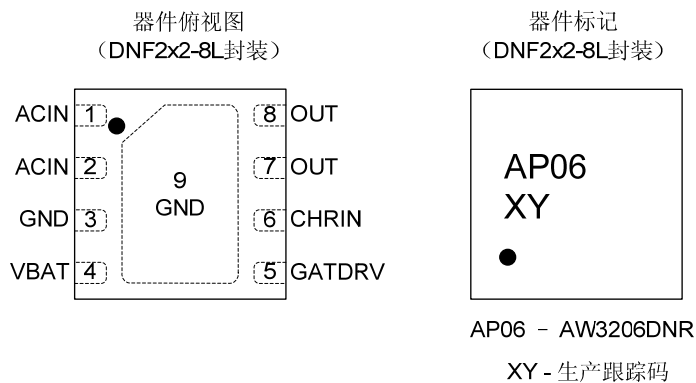 器件俯视图
（DNF2x2-8L封装）
ACIN 1
ACIN 2
GND 3
VBAT 4
9
GND
8 OUT
7 OUT
6 CHRIN
5 GATDRV
器件标记
（DNF2x2-8L封装）
AP06
XY
AP06 - AW3206DNR
XY - 生产跟踪码